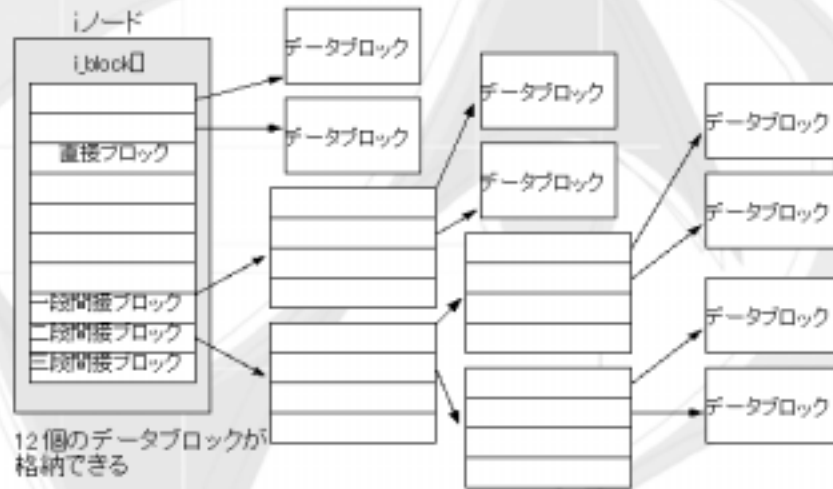 iノード
i_block[]
直接ブロック
一段間接ブロック
二段間接ブロック
三段間接ブロック
12個のデータブロックが
格納できる
データブロック
データブロック
データブロック
データブロック
データブロック
データブロック
データブロック
データブロック